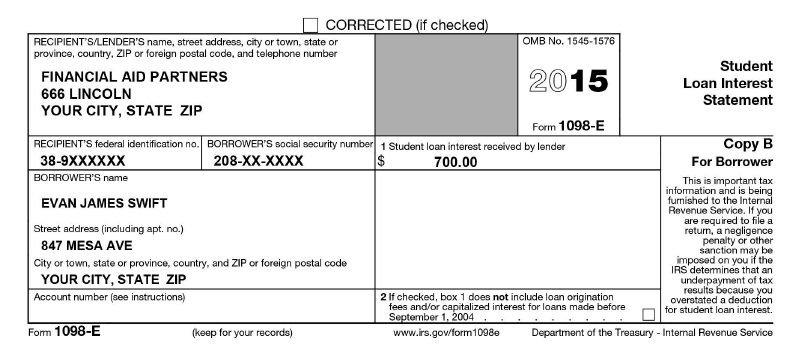 CORRECTED (if checked)
RECIPIENT'S/LENDER'S name, street address, city or town, state or
province, country, ZIP or foreign postal code, and telephone number
FINANCIAL AID PARTNERS
666 LINCOLN
YOUR CITY, STATE ZIP
OMB No. 1545-1576
2015
Form 1098-E
Student
Loan Interest
Statement
RECIPIENT'S federal identification no.
38-9XXXXXX
BORROWER'S social security number
208-XX-XXXX
1 Student loan interest received by lender
$ 700.00
Copy B
For Borrower
This is important tax
information and is being
furnished to the Internal
Revenue Service. If you
are required to file a
return, a negligence
penalty or other
sanction may be
imposed on you if the
IRS determines that an
underpayment of tax
results because you
overstated a deduction
for student loan interest.
BORROWER'S name
EVAN JAMES SWIFT
Street address (including apt. no.)
847 MESA AVE
City or town, state or province, country, and ZIP or foreign postal code
YOUR CITY, STATE ZIP
Account number (see instructions)
2 If checked, box 1 does not include loan origination
fees and/or capitalized interest for loans made before
September 1, 2004 . . . . . . . . .
Form 1098-E
(keep for your records)
www.irs.gov/form1098e
Department of the Treasury - Internal Revenue Service